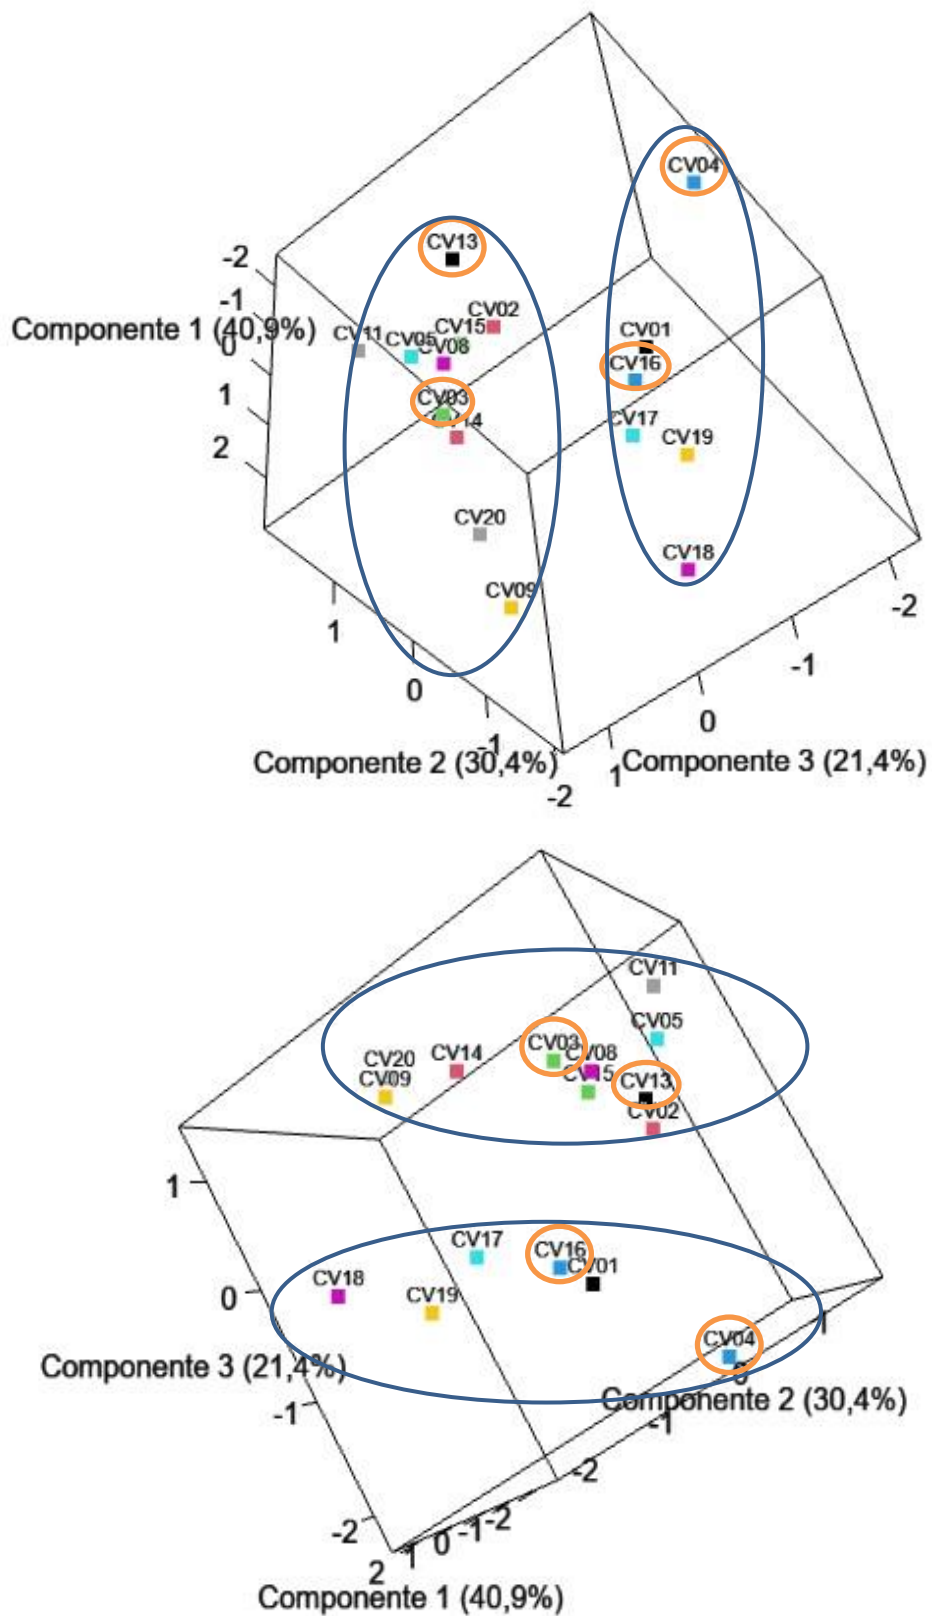 CV04
CV13
-2
-1
CV02
CV15
Componente 1 (40,9%)
CV11
CV05
CV08
CV01
0
CV16
1
CV03
CV14
CV17
CV19
2
CV20
CV18
CV09
-2
1
-1
0
0
-1
Componente 2 (30,4%)
1
Componente 3 (21,4%)
-2
CV11
CV05
CV03
CV08
CV20
CV14
CV15
CV09
CV13
CV02
1
CV17
CV16
CV01
CV18
CV19
0
CV04
Componente 3 (21,4%)
0
Componente 2 (30,4%)
-1
-1
-2
-2
-2
-1
0
1
2
Componente 1 (40,9%)